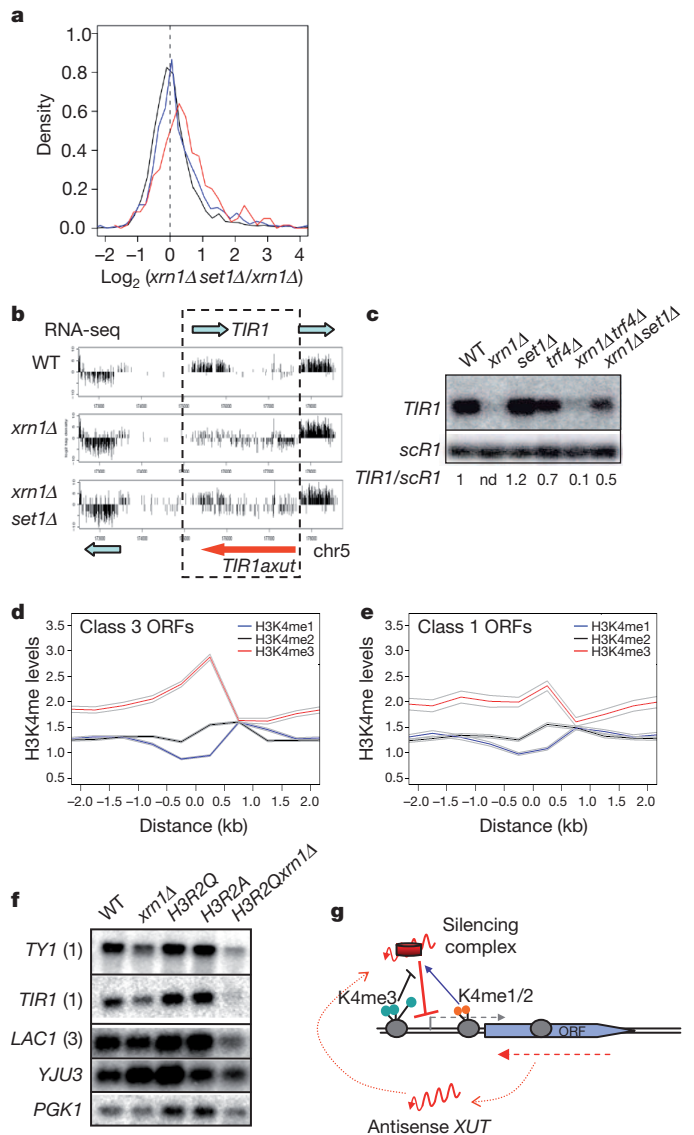 a
1.0
0.8
0.6
0.4
0.2
0.0
Density
−2 −1 0 1 2 3 4
Log2 (xrn1Δ set1Δ/xrn1Δ)
b
RNA-seq
TIR1
WT
xrn1Δ
xrn1Δ
set1Δ
TIR1axut
chr5
c
WT xrn1Δ set1Δ trf4Δ xrn1Δtrf4Δ xrn1Δset1Δ
TIR1
scR1
TIR1/scR1 1 nd 1.2 0.7 0.1 0.5
d
Class 3 ORFs
H3K4me1
H3K4me2
H3K4me3
3.5
3.0
2.5
2.0
1.5
1.0
0.5
H3K4me levels
−2.0 −1.5 −1.0 −0.5 0.0 0.5 1.0 1.5 2.0
Distance (kb)
e
Class 1 ORFs
H3K4me1
H3K4me2
H3K4me3
3.5
3.0
2.5
2.0
1.5
1.0
0.5
H3K4me levels
−2.0 −1.5 −1.0 −0.5 0.0 0.5 1.0 1.5 2.0
Distance (kb)
f
WT xrn1Δ H3R2Q H3R2A H3R2Qxrn1Δ
TY1 (1)
TIR1 (1)
LAC1 (3)
YJU3
PGK1
g
Silencing
complex
K4me3
K4me1/2
ORF
Antisense XUT